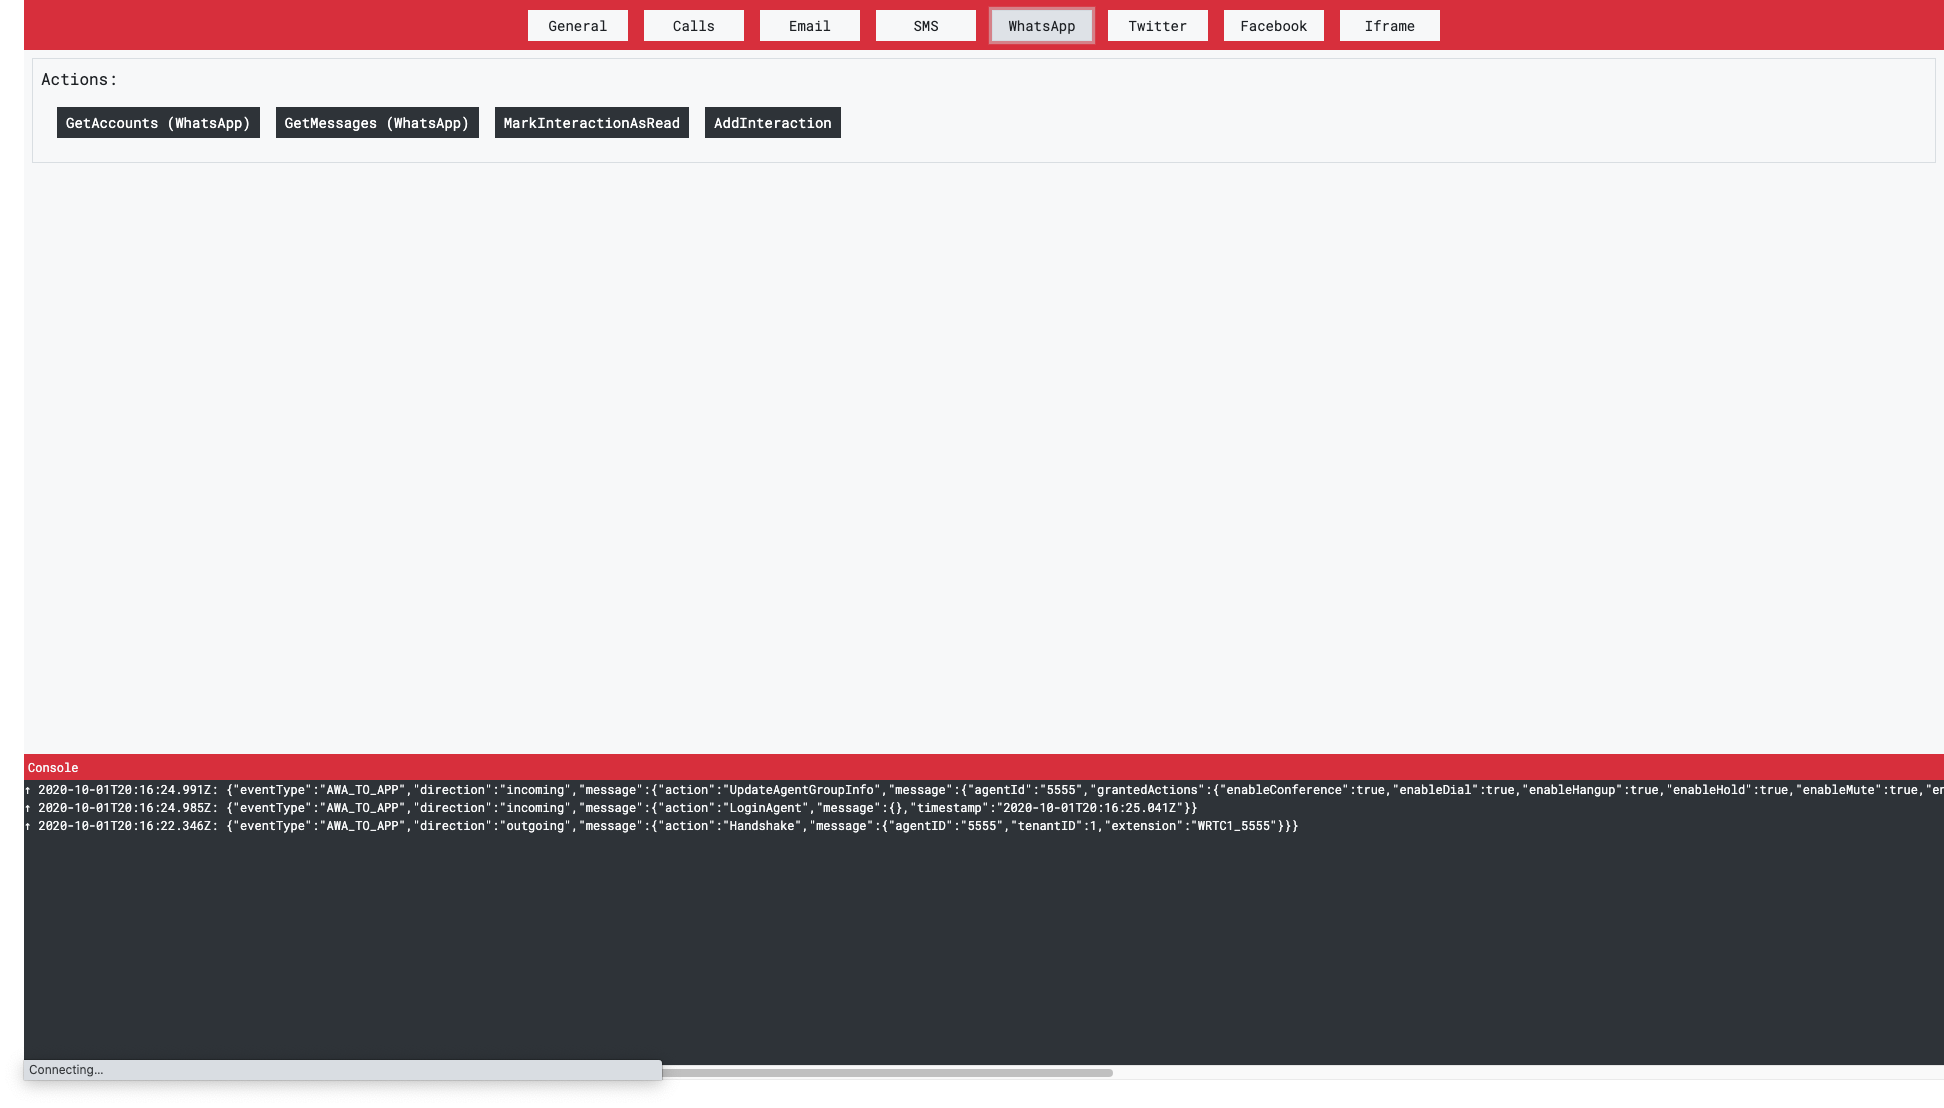 General Calls Email SMS WhatsApp Twitter Facebook Iframe
Actions:
GetAccounts (WhatsApp) GetMessages (WhatsApp) MarkInteractionAsRead AddInteraction
Console
↑ 2020-10-01T20:16:24.991Z: {"eventType":"AWA_TO_APP","direction":"incoming","message":{"action":"UpdateAgentGroupInfo","message":{"agentId":"5555","grantedActions":{"enableConference":true,"enableDial":true,"enableHangup":true,"enableHold":true,"enableMute":true,"en
↑ 2020-10-01T20:16:24.985Z: {"eventType":"AWA_TO_APP","direction":"incoming","message":{"action":"LoginAgent","message":{},"timestamp":"2020-10-01T20:16:25.041Z"}}
↑ 2020-10-01T20:16:22.346Z: {"eventType":"AWA_TO_APP","direction":"outgoing","message":{"action":"Handshake","message":{"agentID":"5555","tenantID":1,"extension":"WRTC1_5555"}}}
Connecting...